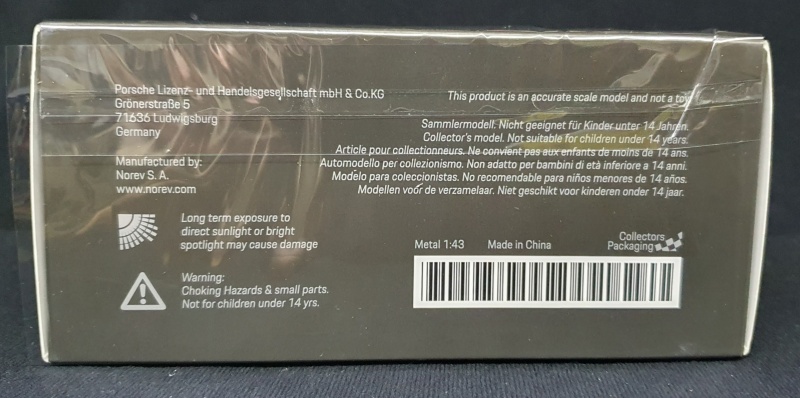 Porsche Lizenz- und Handelsgesellschaft mbH & Co.KG
Grönerstraße 5
71636 Ludwigsburg
Germany
Manufactured by:
Norev S. A.
www.norev.com
Long term exposure to
direct sunlight or bright
spotlight may cause damage
Warning:
Choking Hazards & small parts.
Not for children under 14 yrs.
This product is an accurate scale model and not a toy
Sammlermodell. Nicht geeignet für Kinder unter 14 Jahren.
Collector's model. Not suitable for children under 14 years.
Article pour collectionneurs. Ne convient pas aux enfants de moins de 14 ans.
Automodello per collezionismo. Non adatto per bambini di età inferiore a 14 anni.
Modelo para coleccionistas. No recomendable para niños menores de 14 años.
Modellen voor de verzamelaar. Niet geschikt voor kinderen onder 14 jaar.
Collectors
Packaging
Metal 1:43 Made in China